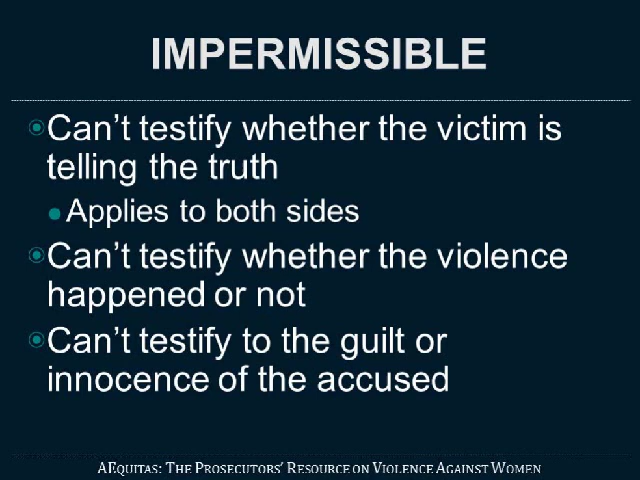 IMPERMISSIBLE
Can't testify whether the victim is
telling the truth
Applies to both sides
Can't testify whether the violence
happened or not
Can't testify to the guilt or
innocence of the accused
AEQUITAS: THE PROSECUTORS' RESOURCE ON VIOLENCE AGAINST WOMEN